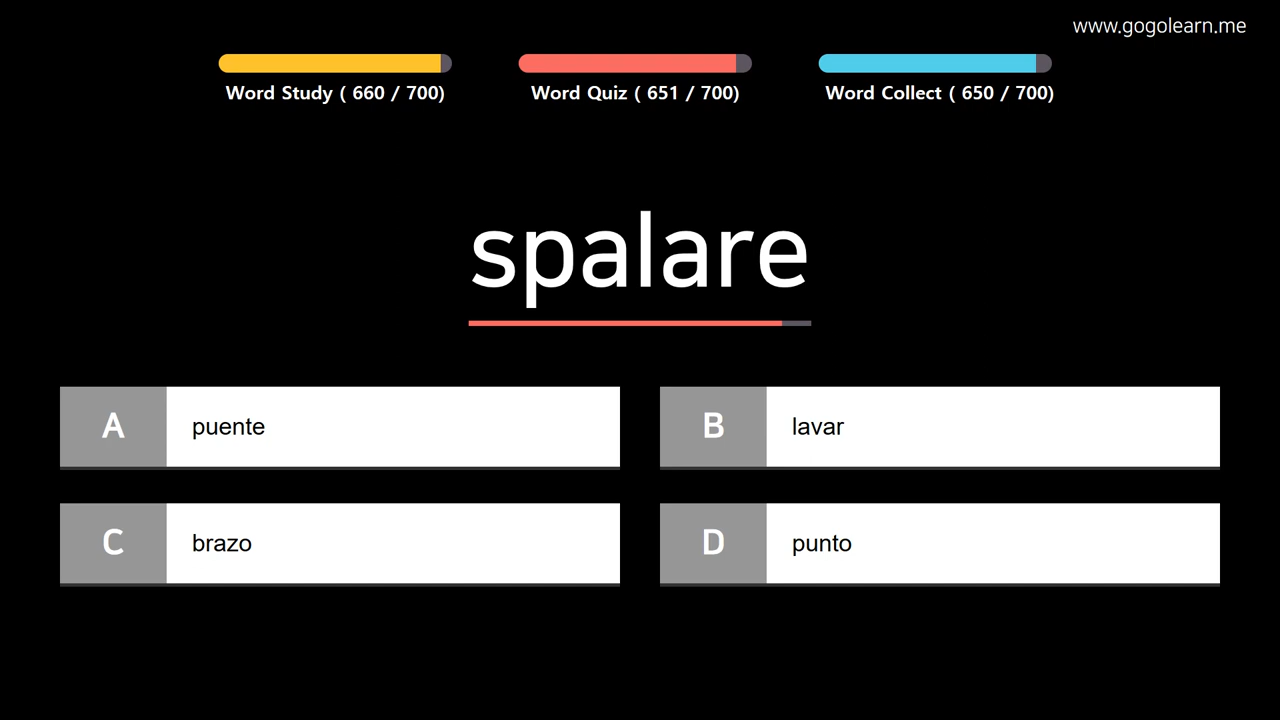 www.gogolearn.me
Word Study ( 660 / 700)
Word Quiz ( 651 / 700)
Word Collect ( 650 / 700)
spalare
A puente
B lavar
C brazo
D punto